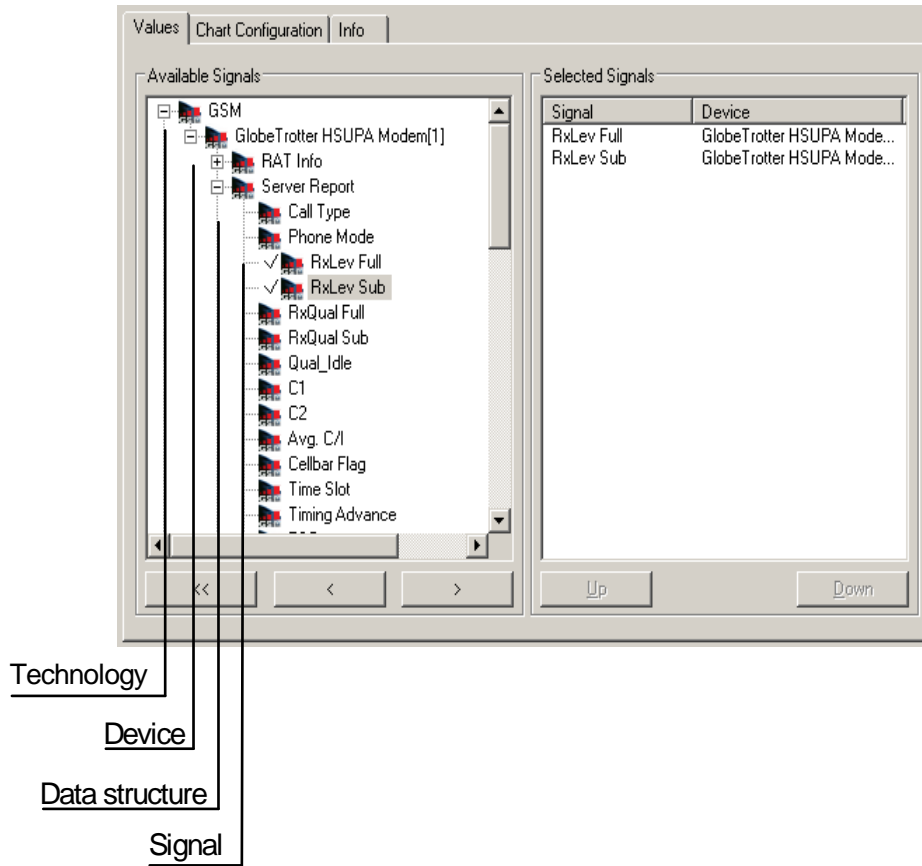 Values Chart Configuration Info
Available Signals
GSM
GlobeTrotter HSUPA Modem[1]
RAT Info
Server Report
Call Type
Phone Mode
RxLev Full
RxLev Sub
RxQual Full
RxQual Sub
Qual_Idle
C1
C2
Avg. C/I
Cellbar Flag
Time Slot
Timing Advance
<< < >
Selected Signals
Signal Device
RxLev Full GlobeTrotter HSUPA Mode...
RxLev Sub GlobeTrotter HSUPA Mode...
Up Down
Technology
Device
Data structure
Signal